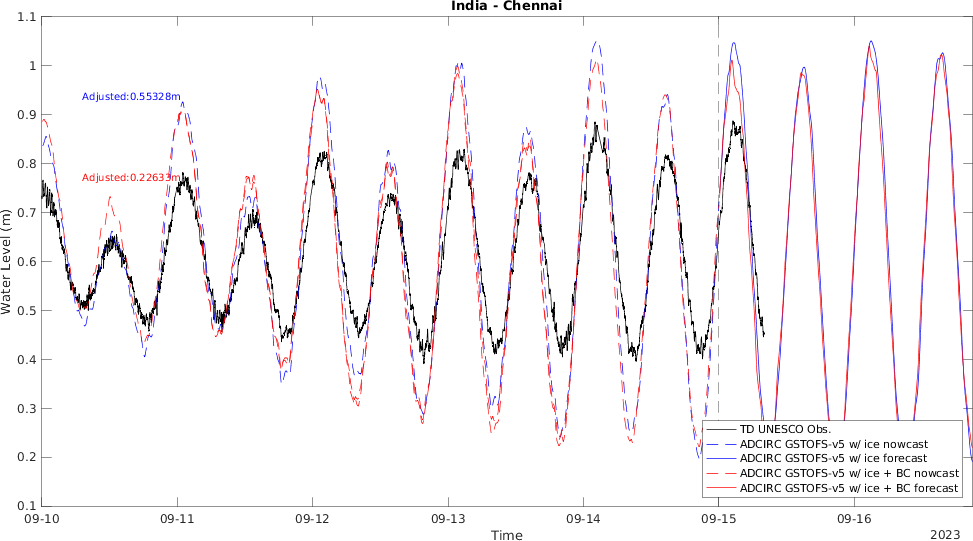 India - Chennai
1.1
1
0.9
0.8
0.7
0.6
0.5
0.4
0.3
0.2
0.1
Water Level (m)
Adjusted:0.55328m
Adjusted:0.22633m
TD UNESCO Obs.
ADCIRC GSTOFS-v5 w/ ice nowcast
ADCIRC GSTOFS-v5 w/ ice forecast
ADCIRC GSTOFS-v5 w/ ice + BC nowcast
ADCIRC GSTOFS-v5 w/ ice + BC forecast
09-10 09-11 09-12 09-13 09-14 09-15 09-16
Time
2023